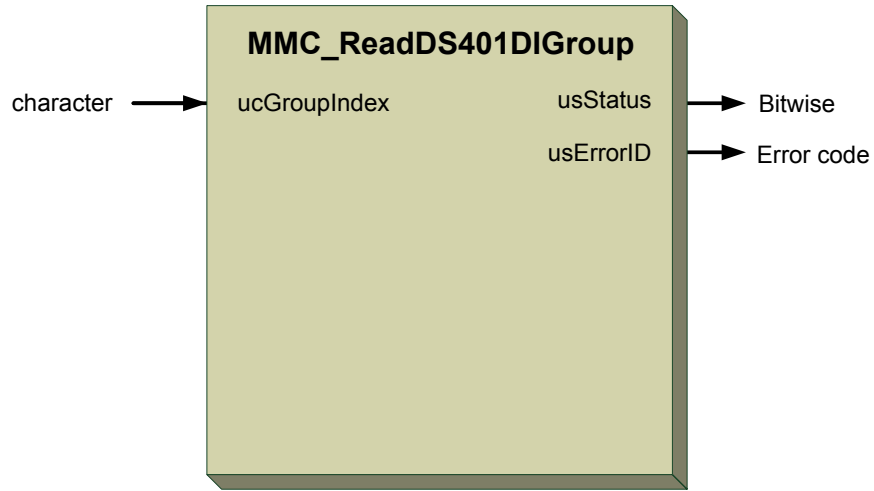 MMC_ReadDS401DIGroup
character ucGroupIndex usStatus Bitwise
usErrorID Error code